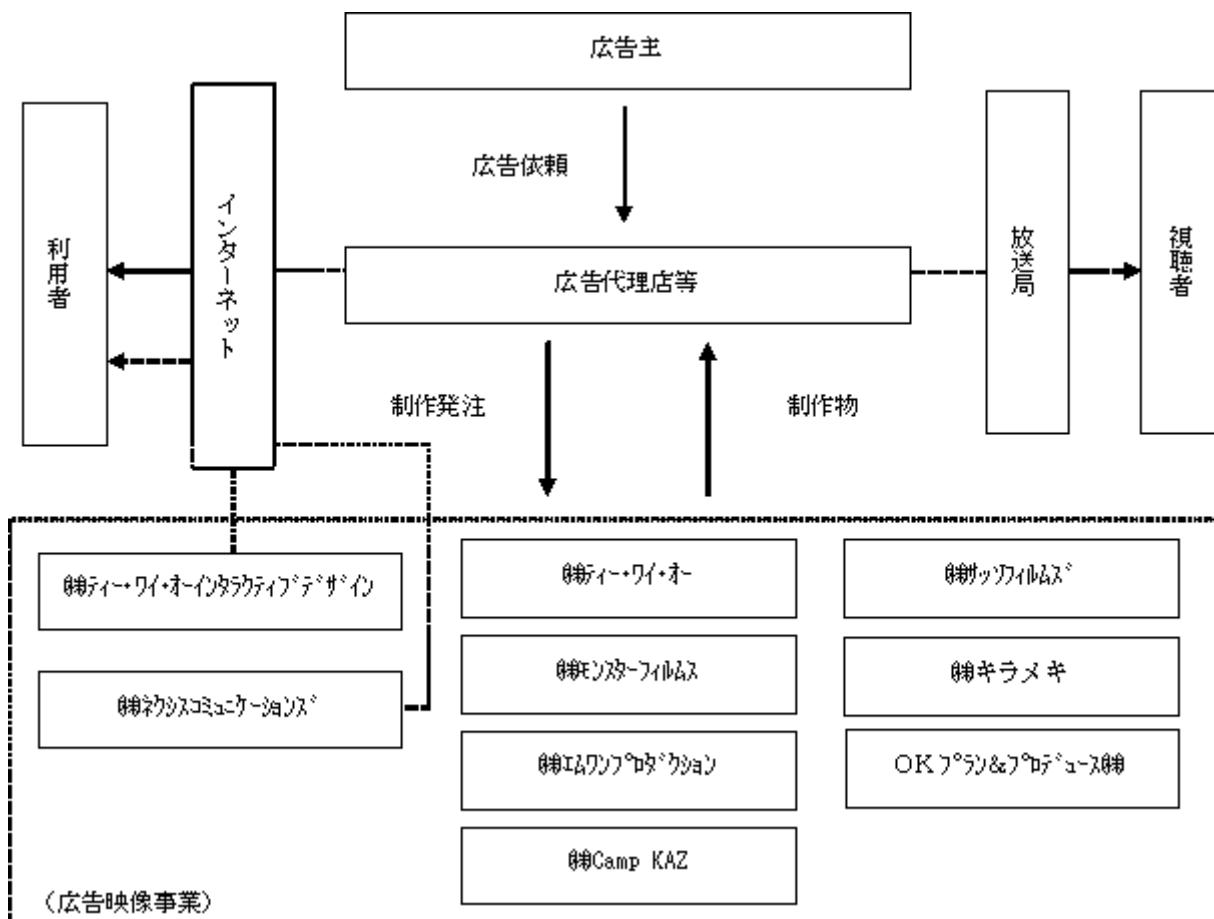 広告主
広告依頼
利用者
インターネット
広告代理店等
放送局
視聴者
制作発注
制作物
㈱ティー・ワイ・オーインタラクティブデザイン
㈱ティー・ワイ・オー
㈱サッソフィルムズ
㈱モンスターフィルムス
㈱キラメキ
㈱ネクシスコミュニケーションズ
㈱エムワンプロダクション
OKプラン&プロデュース㈱
㈱Camp KAZ
(広告映像事業)